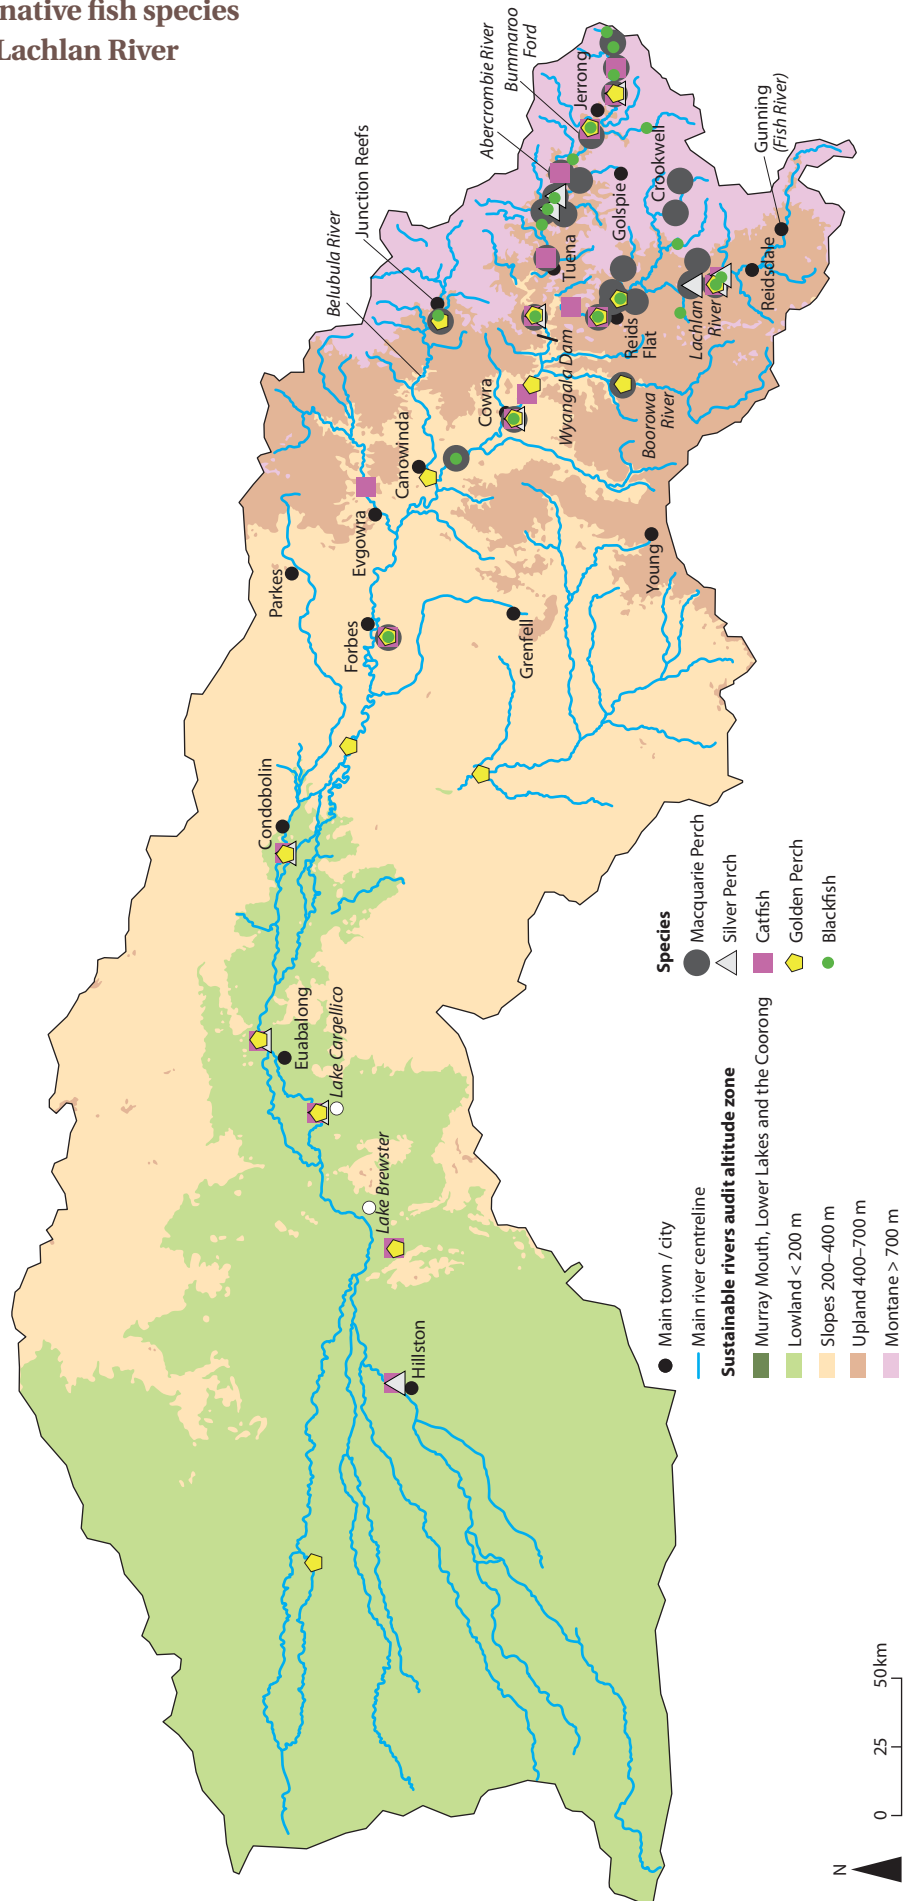 native fish species
Lachlan River
Bummaroo
Ford
Abercrombie River
Jerrong
Junction Reefs
Belubula River
Gunning
(Fish River)
Crookwell
Golspie
Tuena
Reidsdale
Lachlan
River
Reids
Flat
Wyangala Dam
Cowra
Boorowa
River
Canowinda
Evgowra
Young
Parkes
Forbes
Grenfell
Condobolin
Euabalong
Lake Cargellico
Lake Brewster
Hillston
Main town / city
Main river centreline
Sustainable rivers audit altitude zone
Murray Mouth, Lower Lakes and the Coorong
Lowland < 200 m
Slopes 200–400 m
Upland 400–700 m
Montane > 700 m
Species
Macquarie Perch
Silver Perch
Catfish
Golden Perch
Blackfish
N
0 25 50km